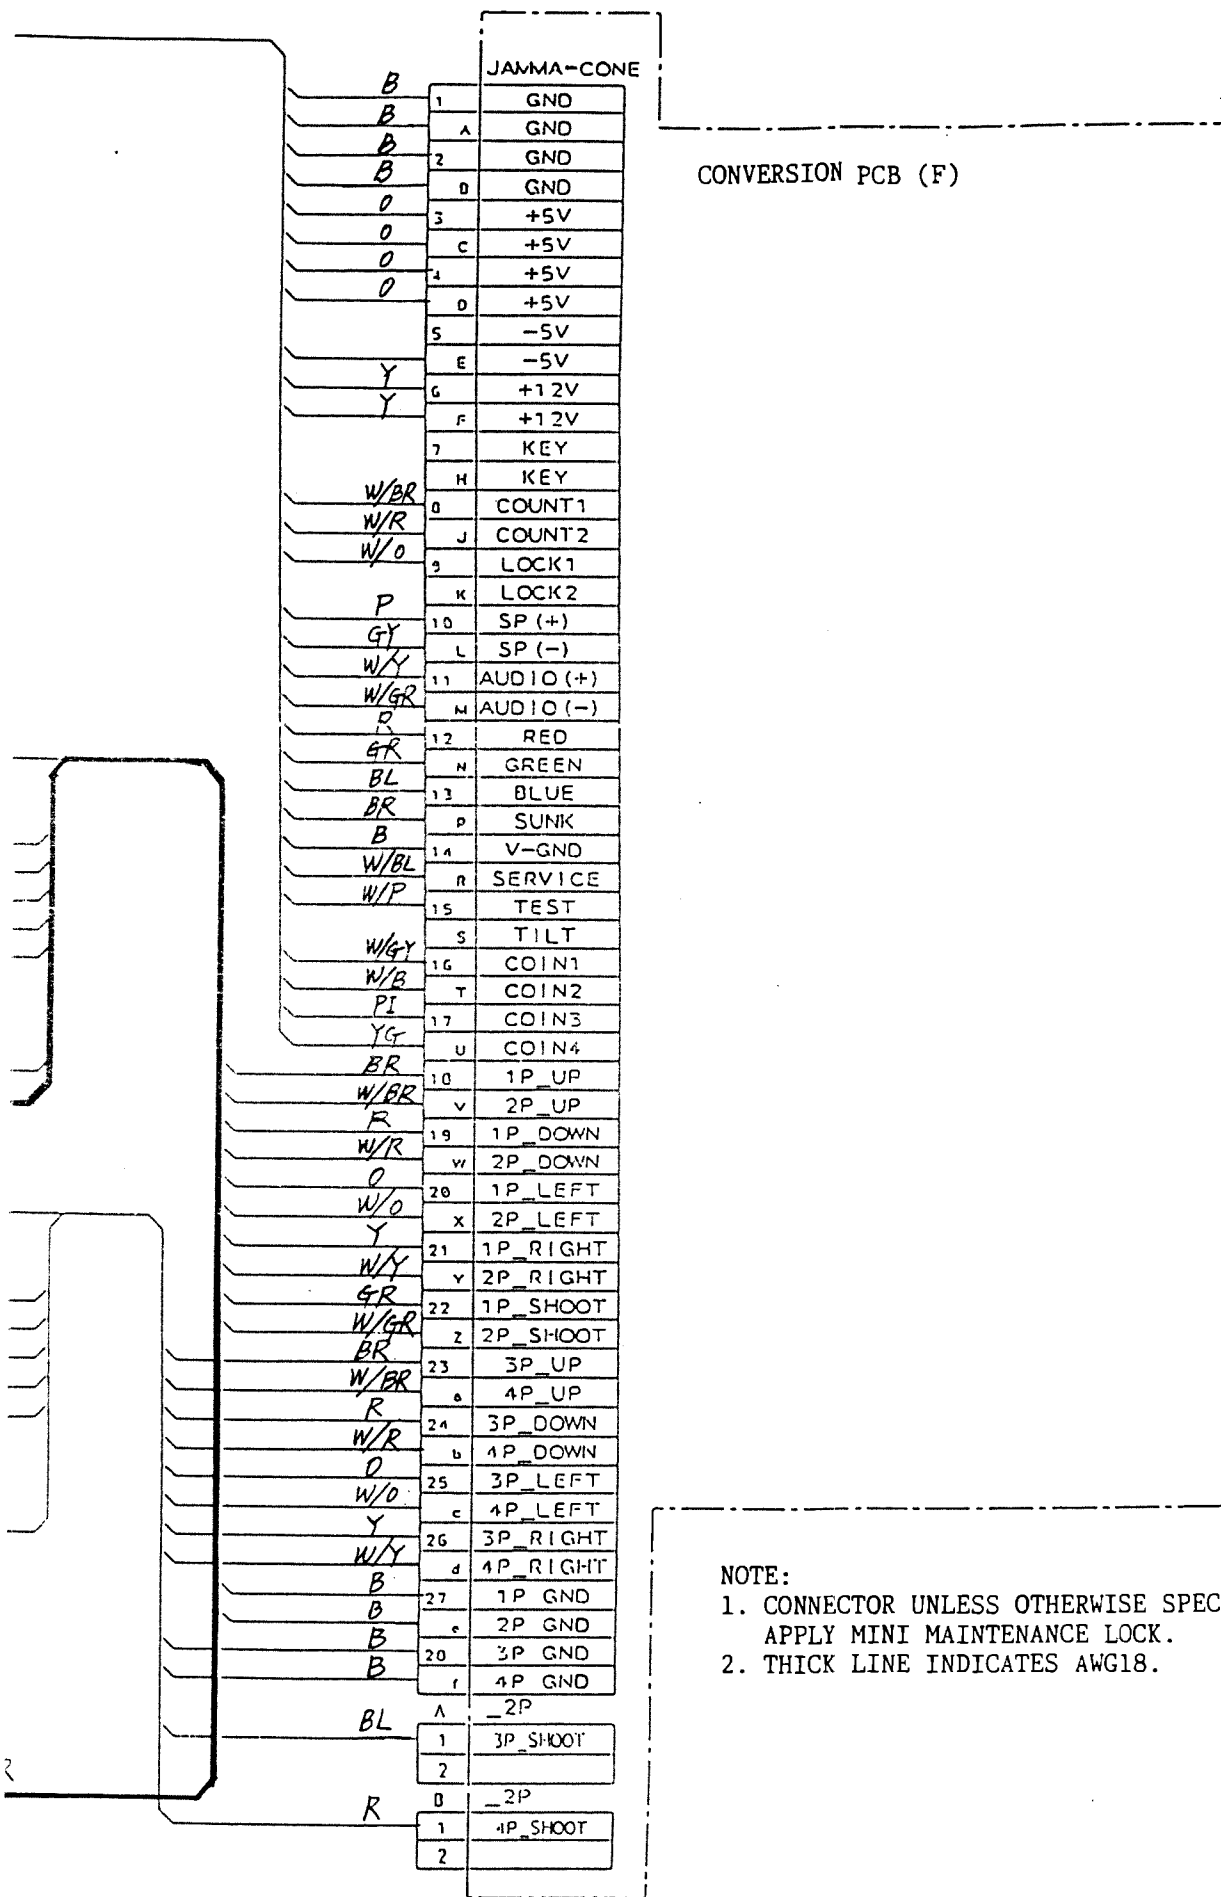 JAMMA-CONE
B 1 GND
B A GND
B 2 GND
B B GND
O 3 +5V
O C +5V
O 4 +5V
O D +5V
5 -5V
E -5V
Y 6 +12V
Y F +12V
7 KEY
H KEY
W/BR 8 COUNT1
W/R J COUNT2
W/O 9 LOCK1
K LOCK2
P 10 SP(+)
GY L SP(-)
W/Y 11 AUDIO(+)
W/GR M AUDIO(-)
R 12 RED
GR N GREEN
BL 13 BLUE
BR P SUNK
B 14 V-GND
W/BL R SERVICE
W/P 15 TEST
S TILT
W/GY 16 COIN1
W/B T COIN2
PI 17 COIN3
YG U COIN4
BR 18 1P_UP
W/BR V 2P_UP
R 19 1P_DOWN
W/R W 2P_DOWN
O 20 1P_LEFT
W/O X 2P_LEFT
Y 21 1P_RIGHT
W/Y Y 2P_RIGHT
GR 22 1P_SHOOT
W/GR Z 2P_SHOOT
BR 23 3P_UP
W/BR a 4P_UP
R 24 3P_DOWN
W/R b 4P_DOWN
O 25 3P_LEFT
W/O c 4P_LEFT
Y 26 3P_RIGHT
W/Y d 4P_RIGHT
B 27 1P GND
B e 2P GND
B 28 3P GND
B f 4P GND
A _2P
BL 1 3P_SHOOT
2
B _2P
R 1 4P_SHOOT
2
CONVERSION PCB (F)
NOTE:
1. CONNECTOR UNLESS OTHERWISE SPEC
APPLY MINI MAINTENANCE LOCK.
2. THICK LINE INDICATES AWG18.